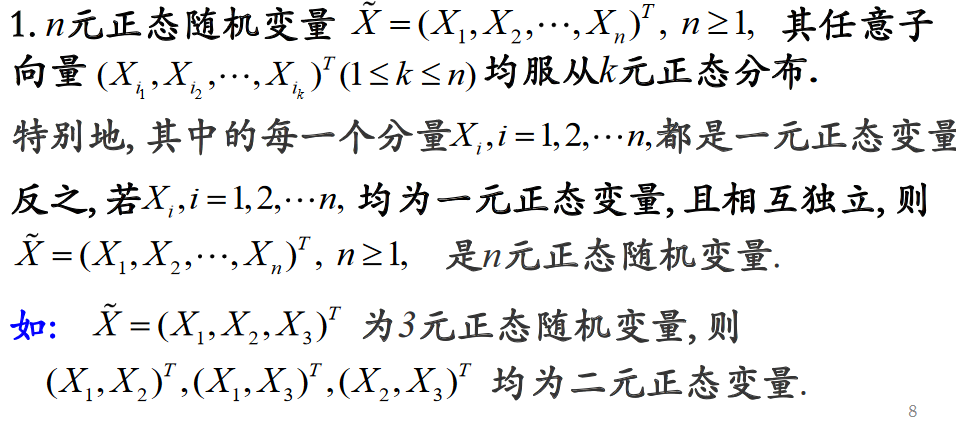 1. n元正态随机变量 X̃ = (X₁, X₂, ⋯, Xₙ)ᵀ, n ≥ 1, 其任意子
向量 (X_{i₁}, X_{i₂}, ⋯, X_{iₖ})ᵀ (1 ≤ k ≤ n) 均服从k元正态分布.
特别地, 其中的每一个分量Xᵢ, i = 1, 2, ⋯n, 都是一元正态变量
反之, 若Xᵢ, i = 1, 2, ⋯n, 均为一元正态变量, 且相互独立, 则
X̃ = (X₁, X₂, ⋯, Xₙ)ᵀ, n ≥ 1, 是n元正态随机变量.
如: X̃ = (X₁, X₂, X₃)ᵀ 为3元正态随机变量, 则
(X₁, X₂)ᵀ, (X₁, X₃)ᵀ, (X₂, X₃)ᵀ 均为二元正态变量.
8